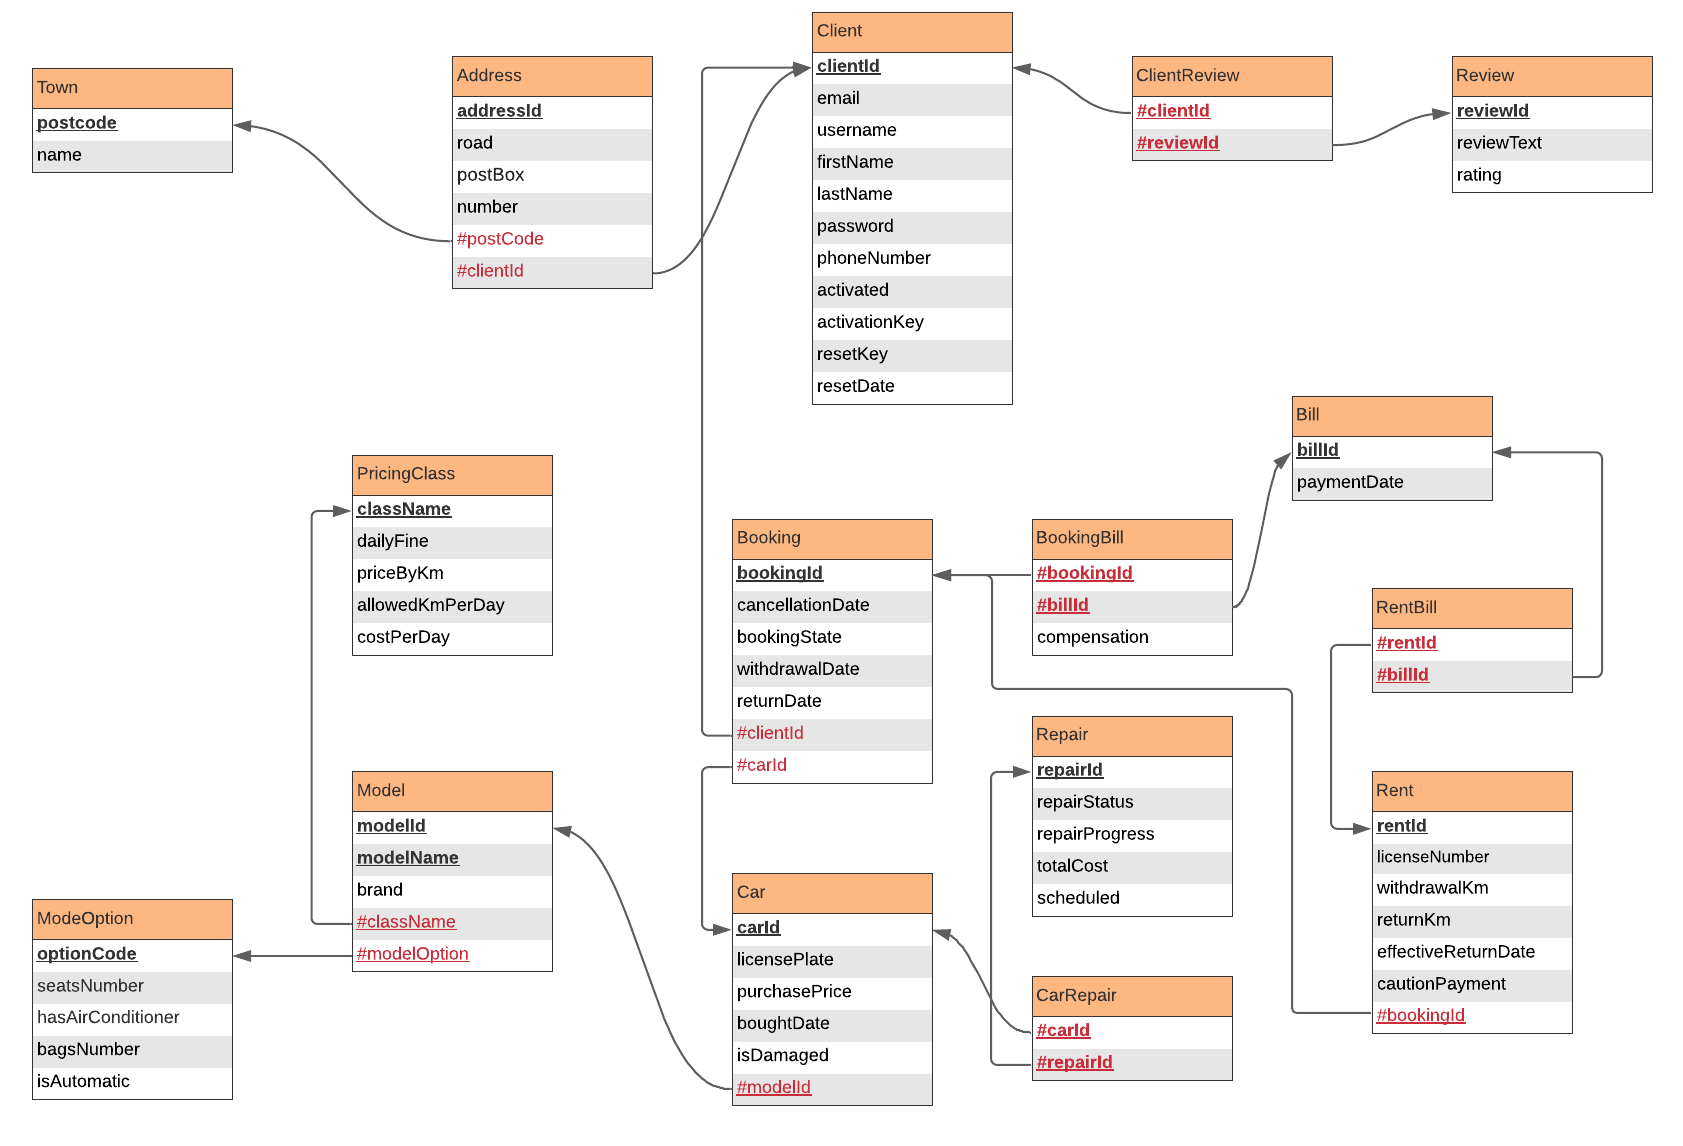 Town
postcode
name
Address
addressId
road
postBox
number
#postCode
#clientId
Client
clientId
email
username
firstName
lastName
password
phoneNumber
activated
activationKey
resetKey
resetDate
ClientReview
#clientId
#reviewId
Review
reviewId
reviewText
rating
Bill
billId
paymentDate
PricingClass
className
dailyFine
priceByKm
allowedKmPerDay
costPerDay
Booking
bookingId
cancellationDate
bookingState
withdrawalDate
returnDate
#clientId
#carId
BookingBill
#bookingId
#billId
compensation
RentBill
#rentId
#billId
Repair
repairId
repairStatus
repairProgress
totalCost
scheduled
Model
modelId
modelName
brand
#className
#modelOption
Rent
rentId
licenseNumber
withdrawalKm
returnKm
effectiveReturnDate
cautionPayment
#bookingId
ModeOption
optionCode
seatsNumber
hasAirConditioner
bagsNumber
isAutomatic
Car
carId
licensePlate
purchasePrice
boughtDate
isDamaged
#modelId
CarRepair
#carId
#repairId